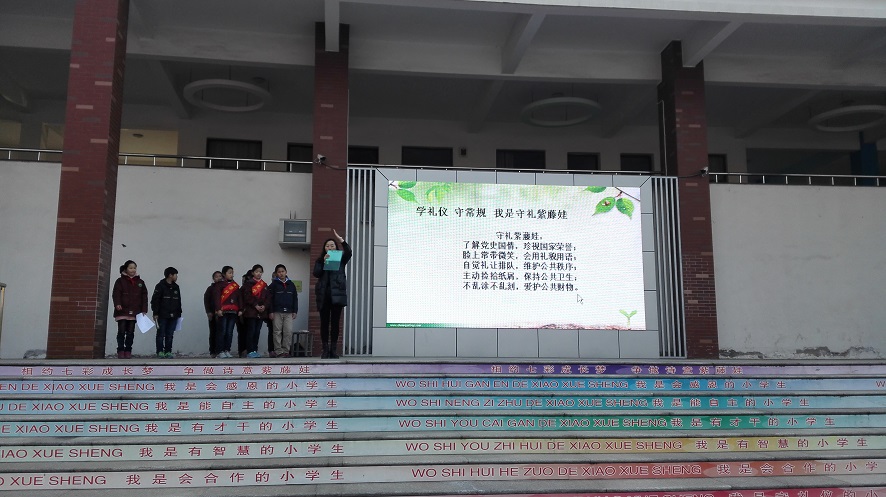 学礼仪 守常规 我是守礼紫藤娃
守礼紫藤娃：
了解党史国情，珍视国家荣誉；
脸上常带微笑，会用礼貌用语；
自觉礼让排队，维护公共秩序；
主动捡拾纸屑，保持公共卫生；
不乱涂不乱刻，爱护公共财物。
相约七彩成长梦 争做诗意紫藤娃 相约七彩成长梦 争做诗意紫藤娃
EN DE XIAO XUE SHENG 我是会感恩的小学生 WO SHI HUI GAN EN DE XIAO XUE SHENG 我是会感恩的小学生
DE XIAO XUE SHENG 我是能自主的小学生 WO SHI NENG ZI ZHU DE XIAO XUE SHENG 我是能自主的小学生
DE XIAO XUE SHENG 我是有才干的小学生 WO SHI YOU CAI GAN DE XIAO XUE SHENG 我是有才干的小学生
DE XIAO XUE SHENG 我是有智慧的小学生 WO SHI YOU ZHI HUI DE XIAO XUE SHENG 我是有智慧的小学生
DE XIAO XUE SHENG 我是会合作的小学生 WO SHI HUI HE ZUO DE XIAO XUE SHENG 我是会合作的小学生